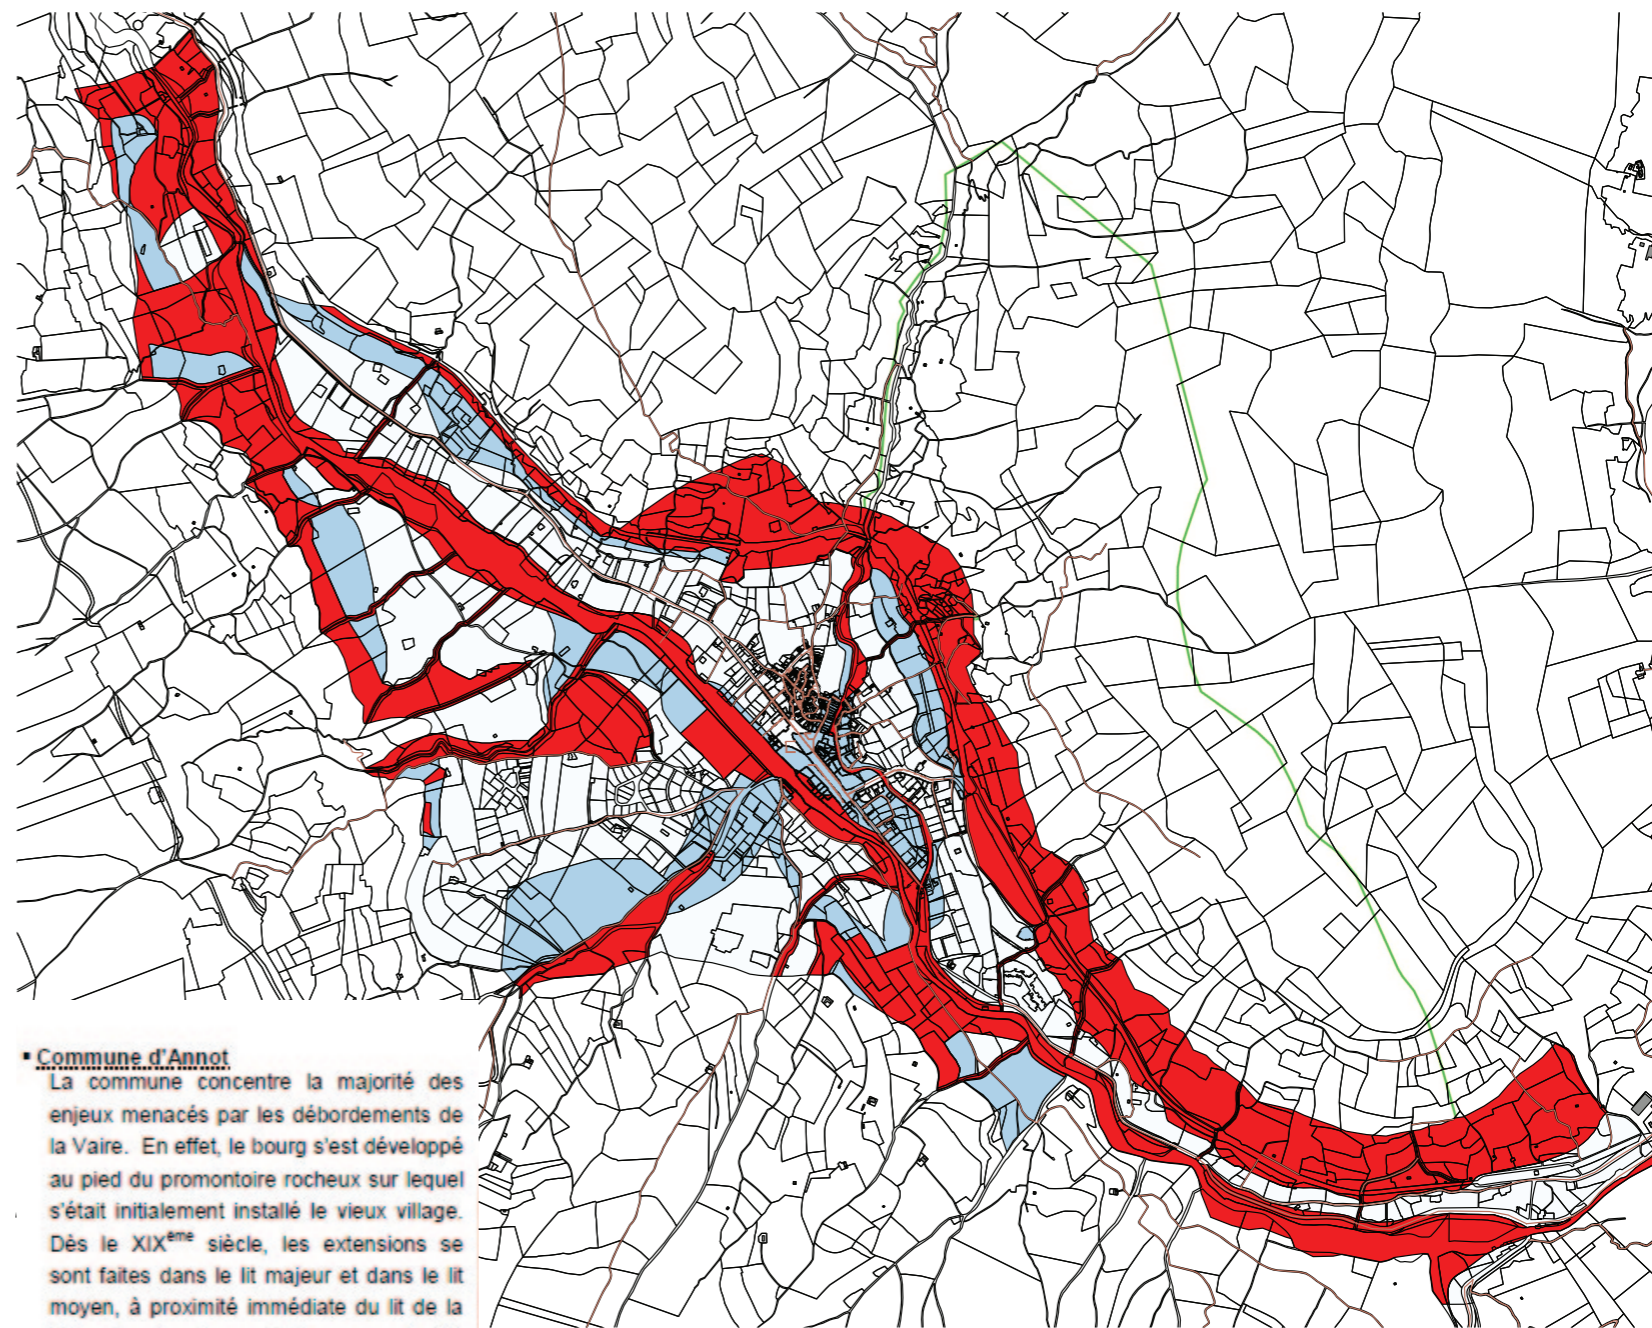 ▪ Commune d'Annot
La commune concentre la majorité des
enjeux menacés par les débordements de
la Vaire. En effet, le bourg s'est développé
au pied du promontoire rocheux sur lequel
s'était initialement installé le vieux village.
Dès le XIXème siècle, les extensions se
sont faites dans le lit majeur et dans le lit
moyen, à proximité immédiate du lit de la